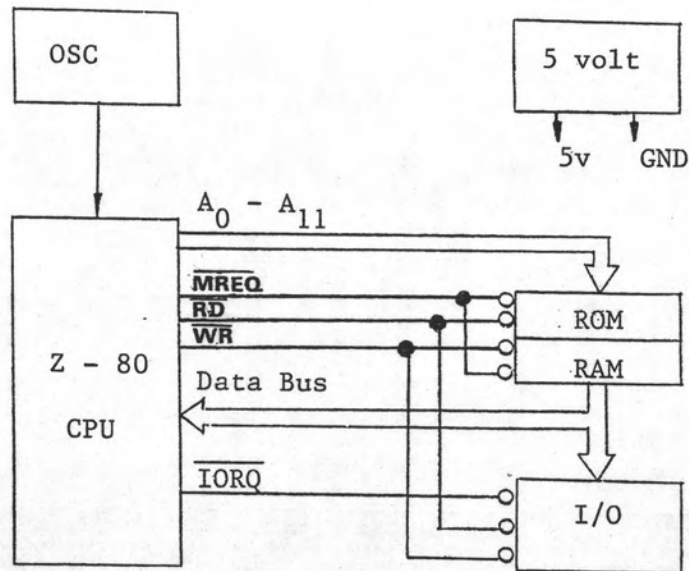 OSC
5 volt
5v GND
A0 - A11
MREQ
RD
WR
ROM
RAM
Z - 80
CPU
Data Bus
IORQ
I/O